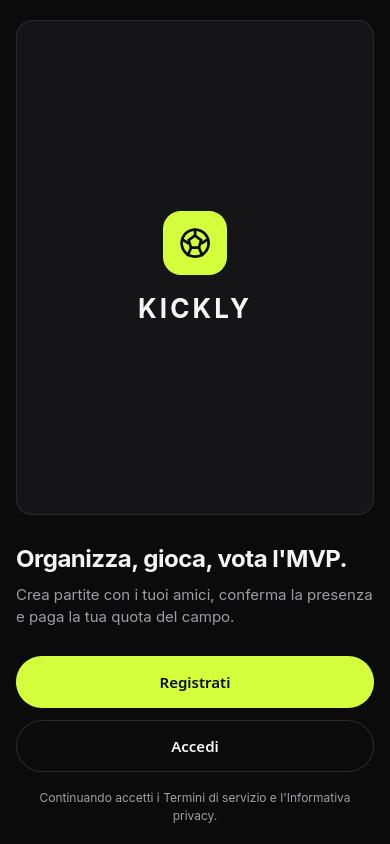 KICKLY
Organizza, gioca, vota l'MVP.
Crea partite con i tuoi amici, conferma la presenza
e paga la tua quota del campo.
Registrati
Accedi
Continuando accetti i Termini di servizio e l'Informativa
privacy.